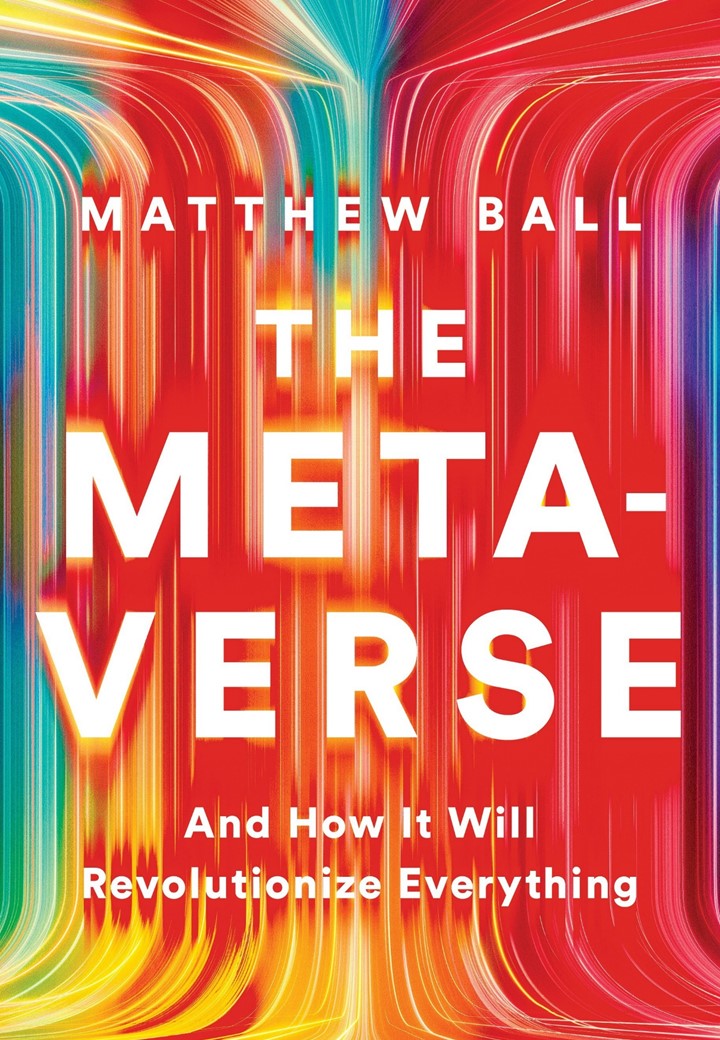 MATTHEW BALL
THE
META-
VERSE
And How It Will
Revolutionize Everything